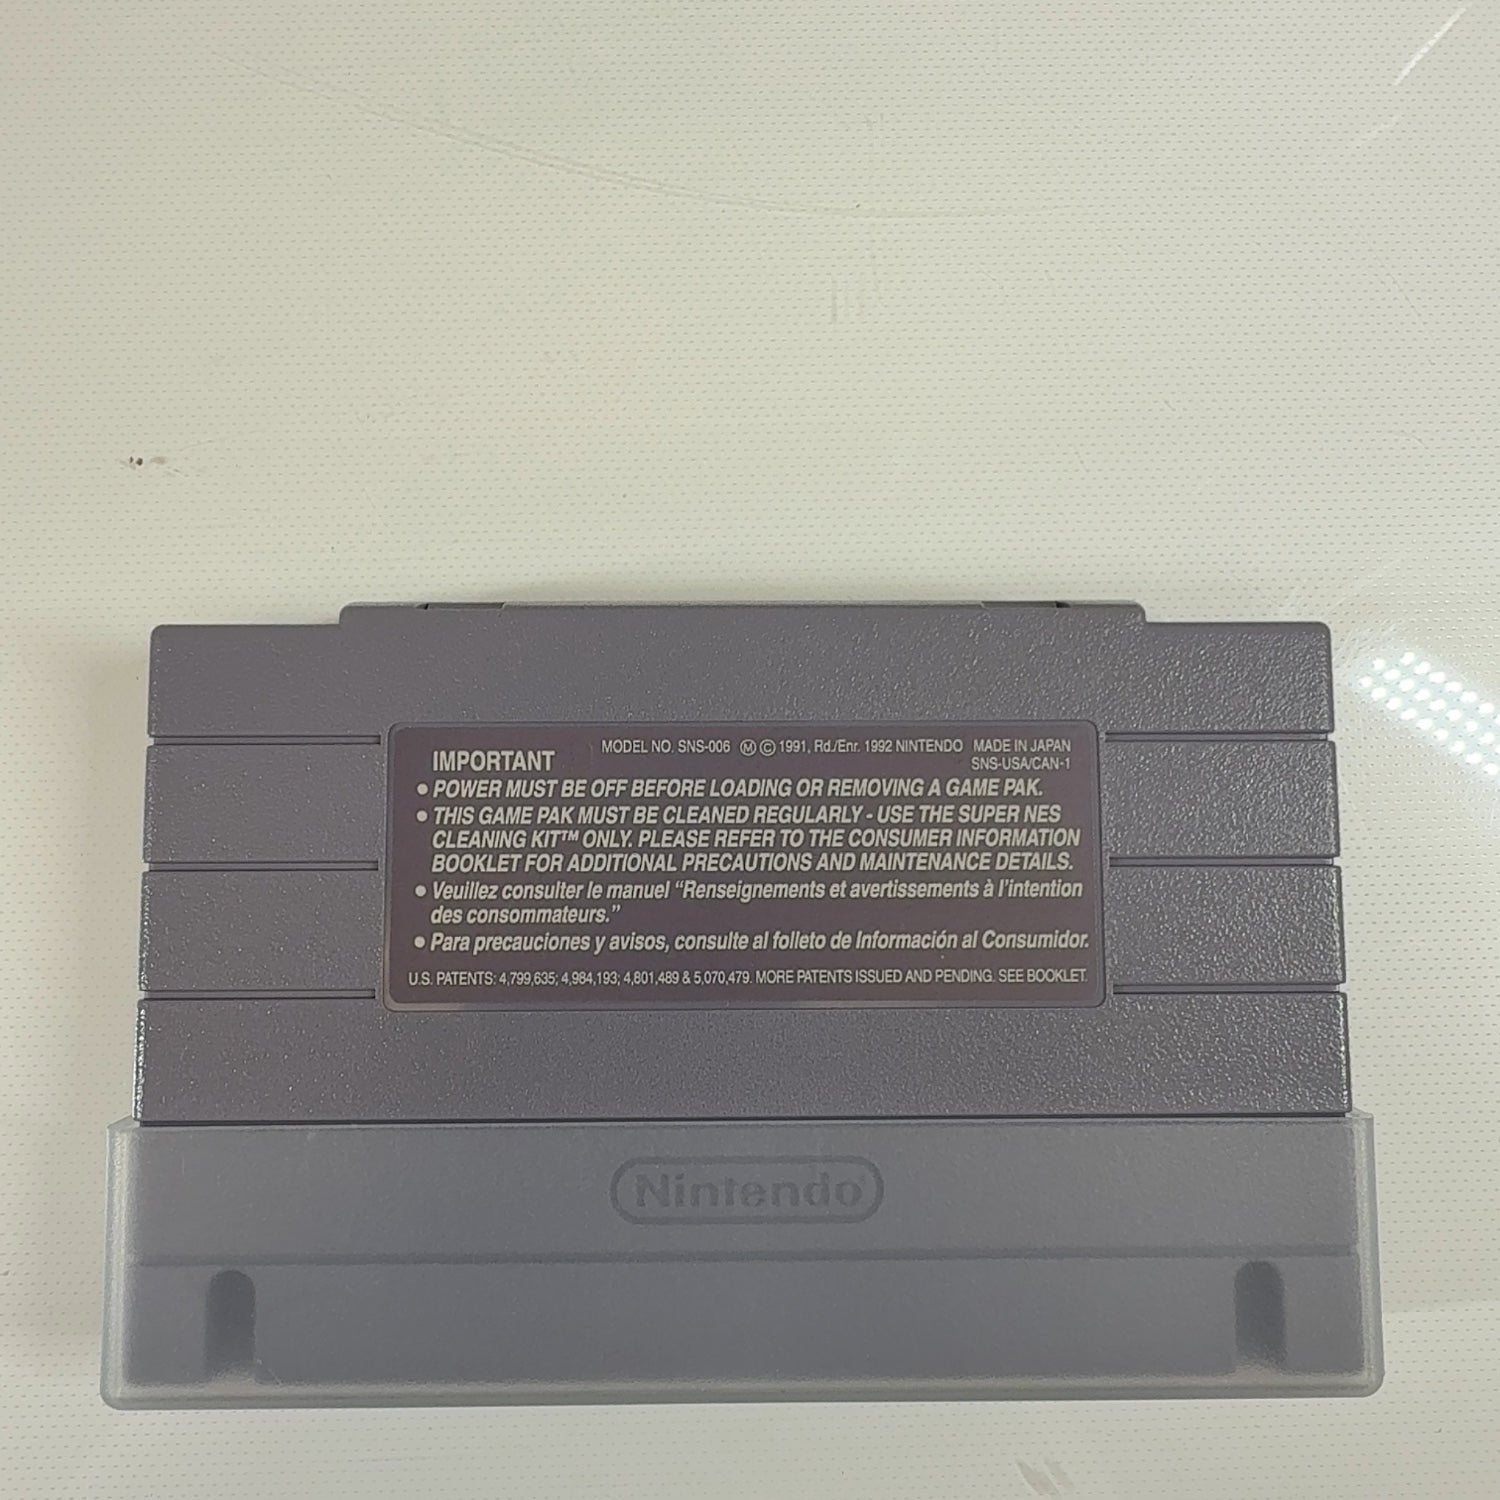 IMPORTANT
MODEL NO. SNS-006 Ⓜ © 1991, Rd./Enr. 1992 NINTENDO MADE IN JAPAN
SNS-USA/CAN-1
● POWER MUST BE OFF BEFORE LOADING OR REMOVING A GAME PAK.
● THIS GAME PAK MUST BE CLEANED REGULARLY - USE THE SUPER NES
CLEANING KIT™ ONLY. PLEASE REFER TO THE CONSUMER INFORMATION
BOOKLET FOR ADDITIONAL PRECAUTIONS AND MAINTENANCE DETAILS.
● Veuillez consulter le manuel “Renseignements et avertissements à l’intention
des consommateurs.”
● Para precauciones y avisos, consulte al folleto de Información al Consumidor.
U.S. PATENTS: 4,799,635; 4,984,193; 4,801,489 & 5,070,479. MORE PATENTS ISSUED AND PENDING. SEE BOOKLET.
Nintendo®